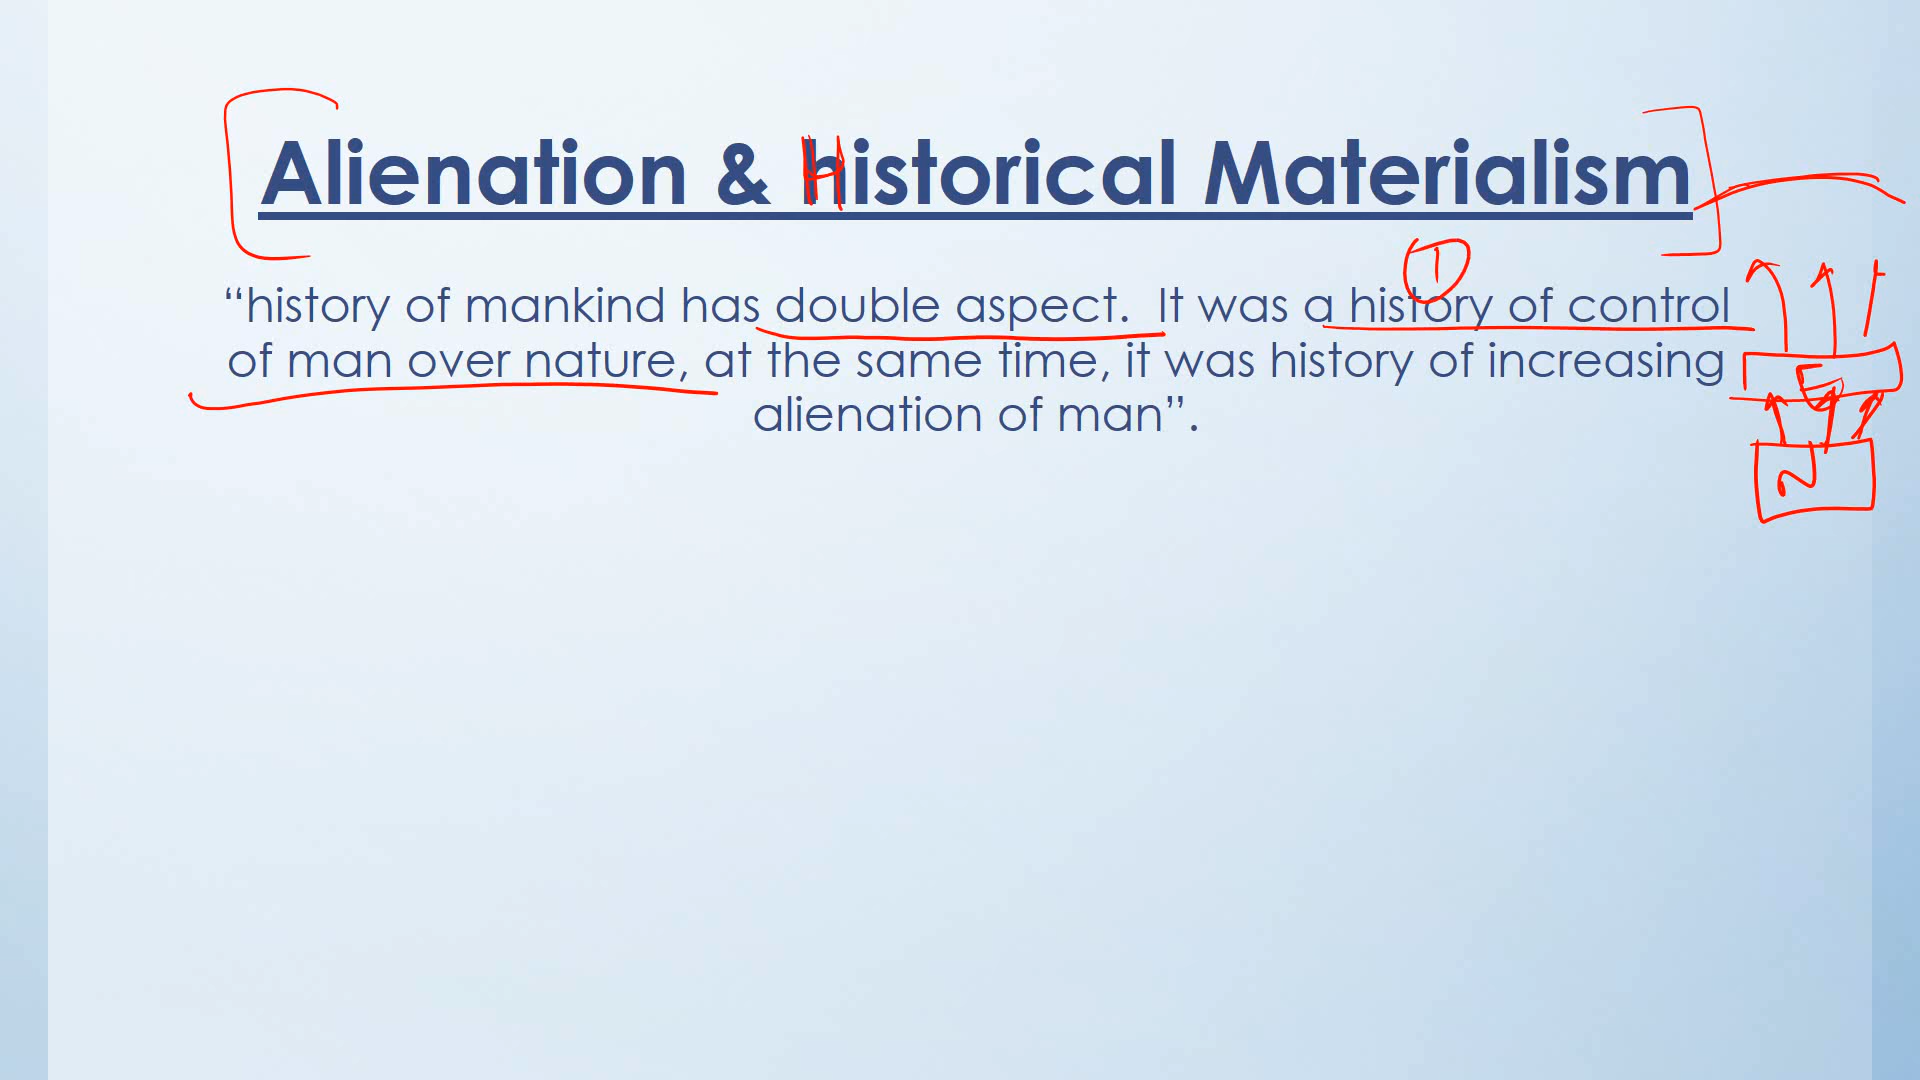 Alienation & Historical Materialism
1
“history of mankind has double aspect. It was a history of control
of man over nature, at the same time, it was history of increasing
alienation of man”.